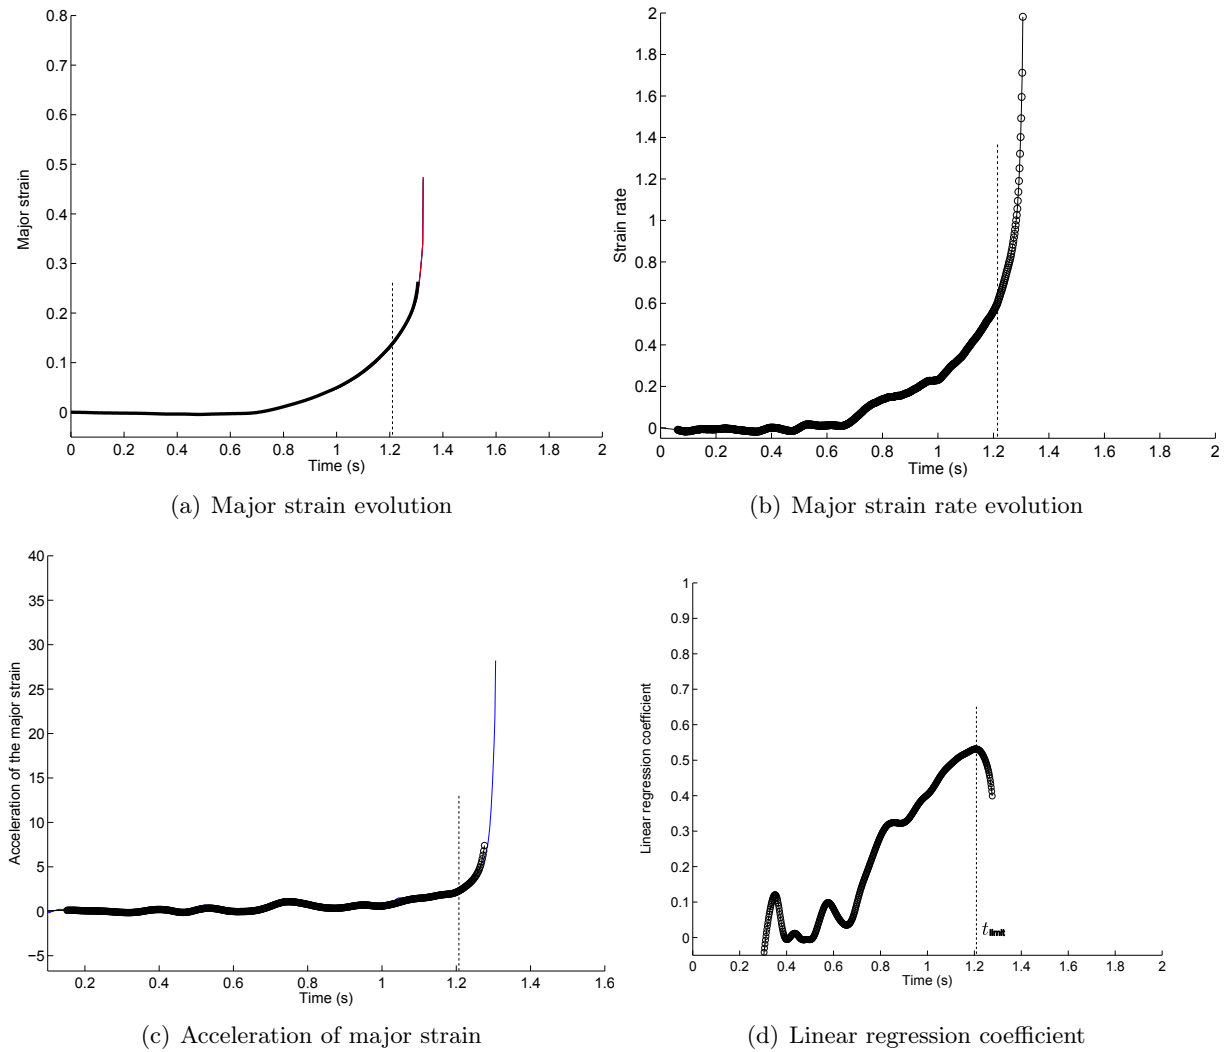 0.8
0.7
0.6
0.5
0.4
0.3
0.2
0.1
0
Major strain
0 0.2 0.4 0.6 0.8 1 1.2 1.4 1.6 1.8 2
Time (s)
(a) Major strain evolution
2
1.8
1.6
1.4
1.2
1
0.8
0.6
0.4
0.2
0
Strain rate
0 0.2 0.4 0.6 0.8 1 1.2 1.4 1.6 1.8 2
Time (s)
(b) Major strain rate evolution
40
35
30
25
20
15
10
5
0
−5
Acceleration of the major strain
0.2 0.4 0.6 0.8 1 1.2 1.4 1.6
Time (s)
(c) Acceleration of major strain
1
0.9
0.8
0.7
0.6
0.5
0.4
0.3
0.2
0.1
0
Linear regression coefficient
t limit
0 0.2 0.4 0.6 0.8 1 1.2 1.4 1.6 1.8 2
Time (s)
(d) Linear regression coefficient